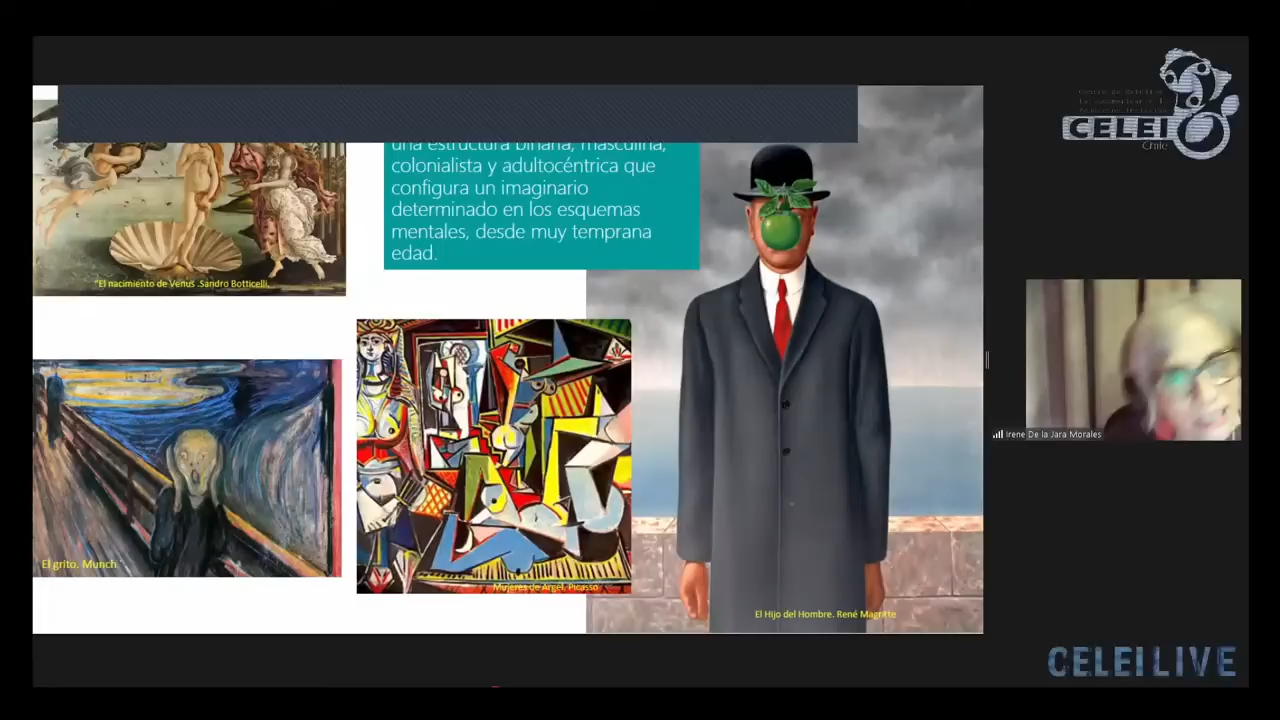 una estructura binaria, masculina,
colonialista y adultocéntrica que
configura un imaginario
determinado en los esquemas
mentales, desde muy temprana
edad.
"El nacimiento de Venus .Sandro Botticelli.
El grito. Munch
Mujeres de Argel. Picasso
El Hijo del Hombre. René Magritte
CELEI
Chile
Irene De la Jara Morales
CELEI LIVE